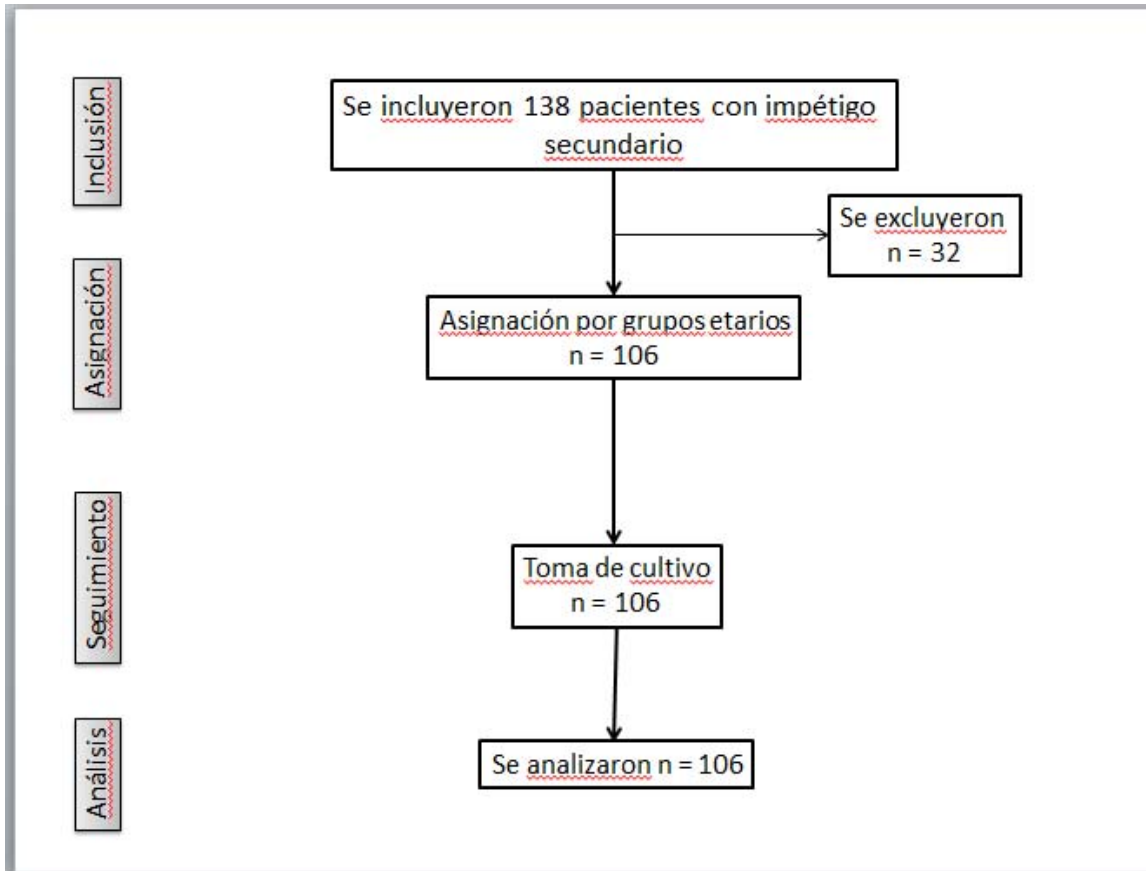 Inclusión
Se incluyeron 138 pacientes con impétigo
secundario
Se excluyeron
n = 32
Asignación
Asignación por grupos etarios
n = 106
Seguimiento
Toma de cultivo
n = 106
Análisis
Se analizaron n = 106